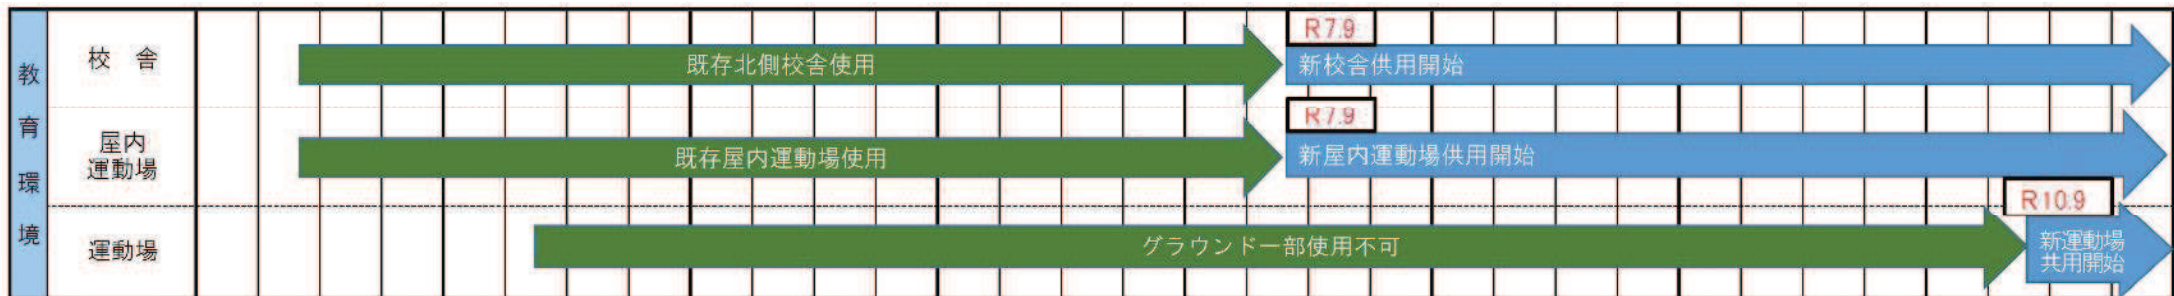 教育環境
校舎
既存北側校舎使用
R7.9
新校舎供用開始
屋内
運動場
既存屋内運動場使用
R7.9
新屋内運動場供用開始
運動場
グラウンド一部使用不可
R10.9
新運動場
共用開始